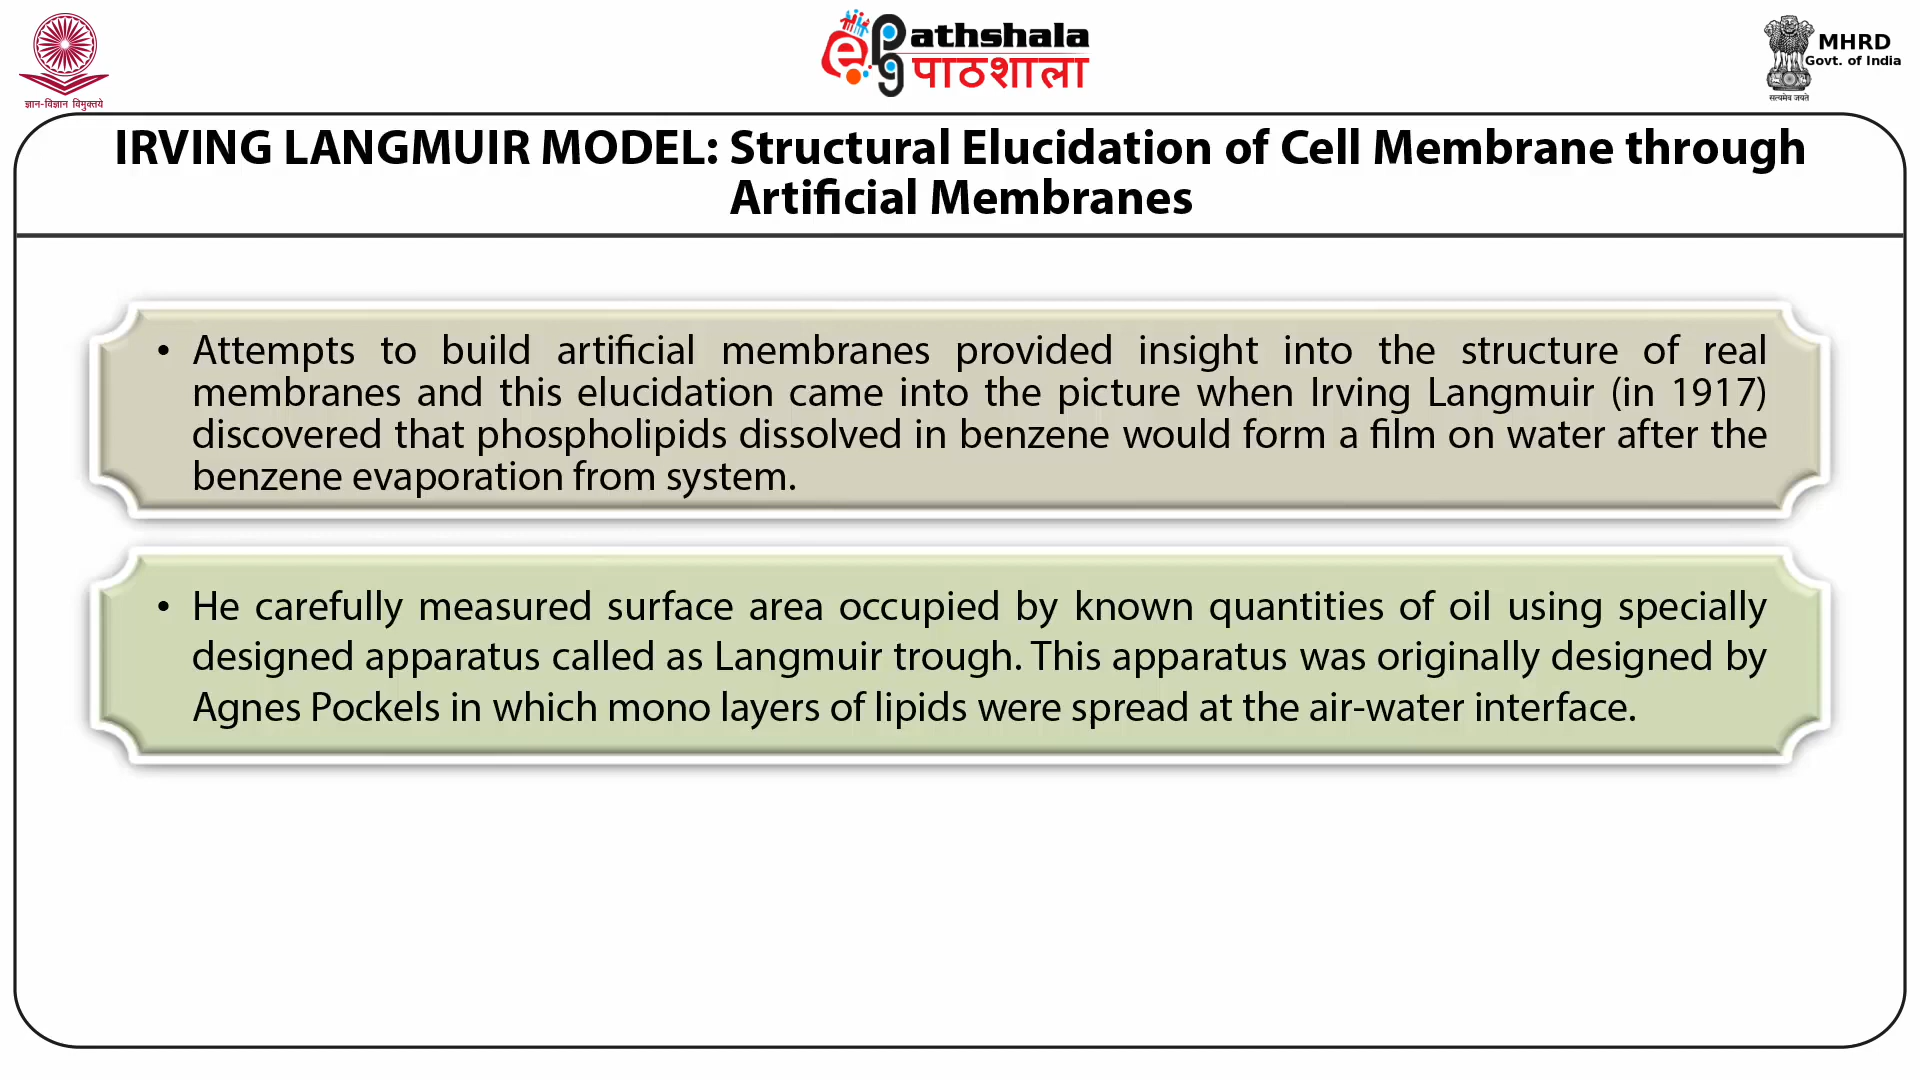 ज्ञान-विज्ञान विमुक्तये
ePathshala
पाठशाला
MHRD
Govt. of India
सत्यमेव जयते
IRVING LANGMUIR MODEL: Structural Elucidation of Cell Membrane through
Artificial Membranes
• Attempts to build artificial membranes provided insight into the structure of real
membranes and this elucidation came into the picture when Irving Langmuir (in 1917)
discovered that phospholipids dissolved in benzene would form a film on water after the
benzene evaporation from system.
• He carefully measured surface area occupied by known quantities of oil using specially
designed apparatus called as Langmuir trough. This apparatus was originally designed by
Agnes Pockels in which mono layers of lipids were spread at the air-water interface.